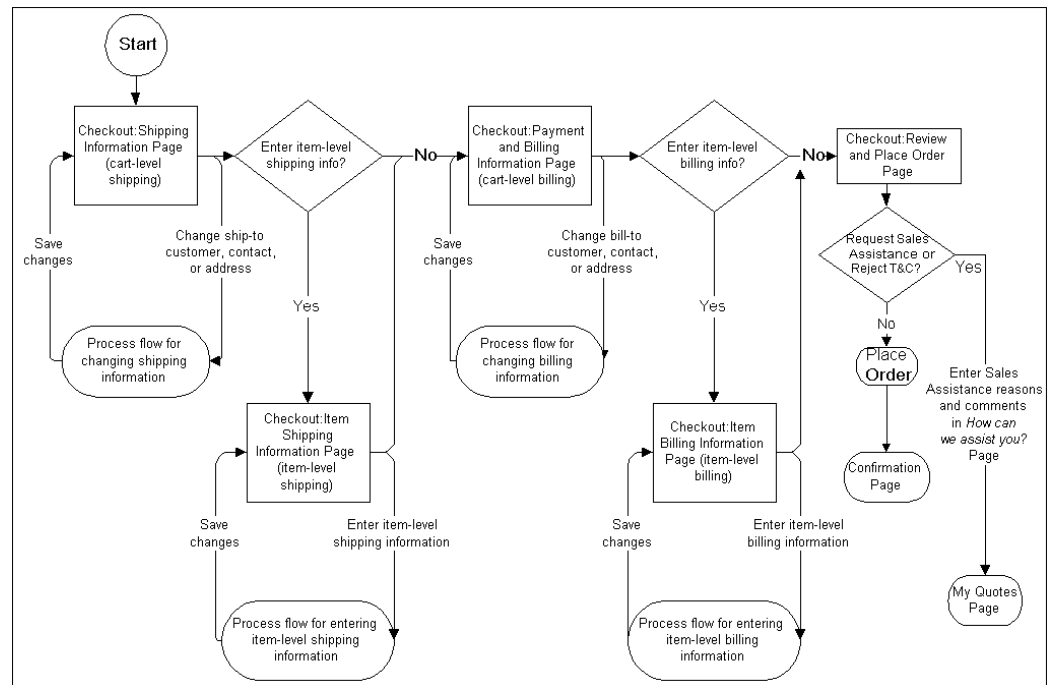 Start
Checkout:Shipping
Information Page
(cart-level
shipping)
Enter item-level
shipping info?
No
Checkout:Payment
and Billing
Information Page
(cart-level billing)
Enter item-level
billing info?
No
Checkout:Review
and Place Order
Page
Save
changes
Change ship-to
customer, contact,
or address
Yes
Save
changes
Change bill-to
customer, contact,
or address
Yes
Request Sales
Assistance or
Reject T&C?
Yes
No
Process flow for
changing shipping
information
Process flow for
changing billing
information
Place
Order
Enter Sales
Assistance reasons
and comments
in How can
we assist you?
Page
Checkout:Item
Shipping
Information Page
(item-level
shipping)
Checkout:Item
Billing Information
Page (item-level
billing)
Confirmation
Page
Save
changes
Enter item-level
shipping information
Save
changes
Enter item-level
billing information
My Quotes
Page
Process flow for entering
item-level shipping
information
Process flow for entering
item-level billing
information